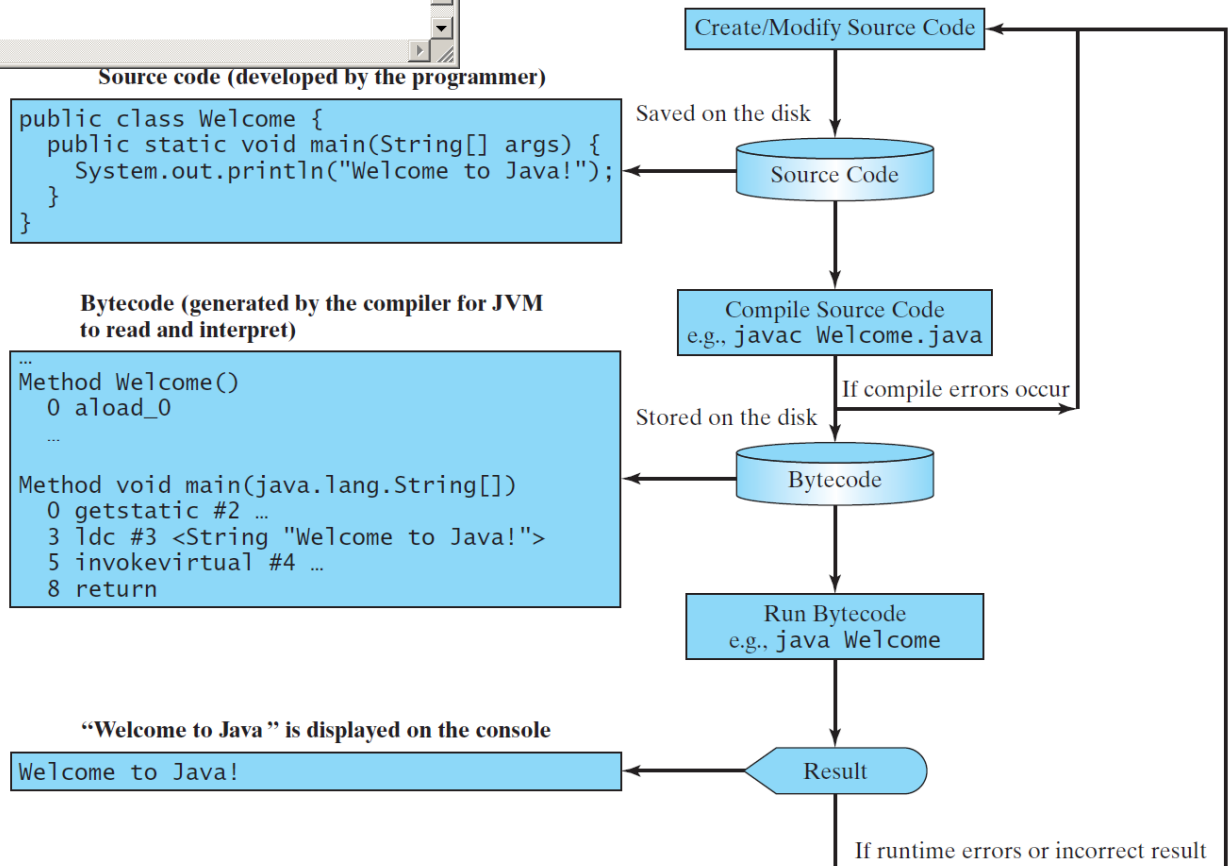 Create/Modify Source Code
Source code (developed by the programmer)
public class Welcome {
  public static void main(String[] args) {
    System.out.println("Welcome to Java!");
  }
}
Saved on the disk
Source Code
Bytecode (generated by the compiler for JVM
to read and interpret)
…
Method Welcome()
  0 aload_0
  …
Method void main(java.lang.String[])
  0 getstatic #2 …
  3 ldc #3 <String "Welcome to Java!">
  5 invokevirtual #4 …
  8 return
Compile Source Code
e.g., javac Welcome.java
If compile errors occur
Stored on the disk
Bytecode
Run Bytecode
e.g., java Welcome
“Welcome to Java” is displayed on the console
Welcome to Java!
Result
If runtime errors or incorrect result